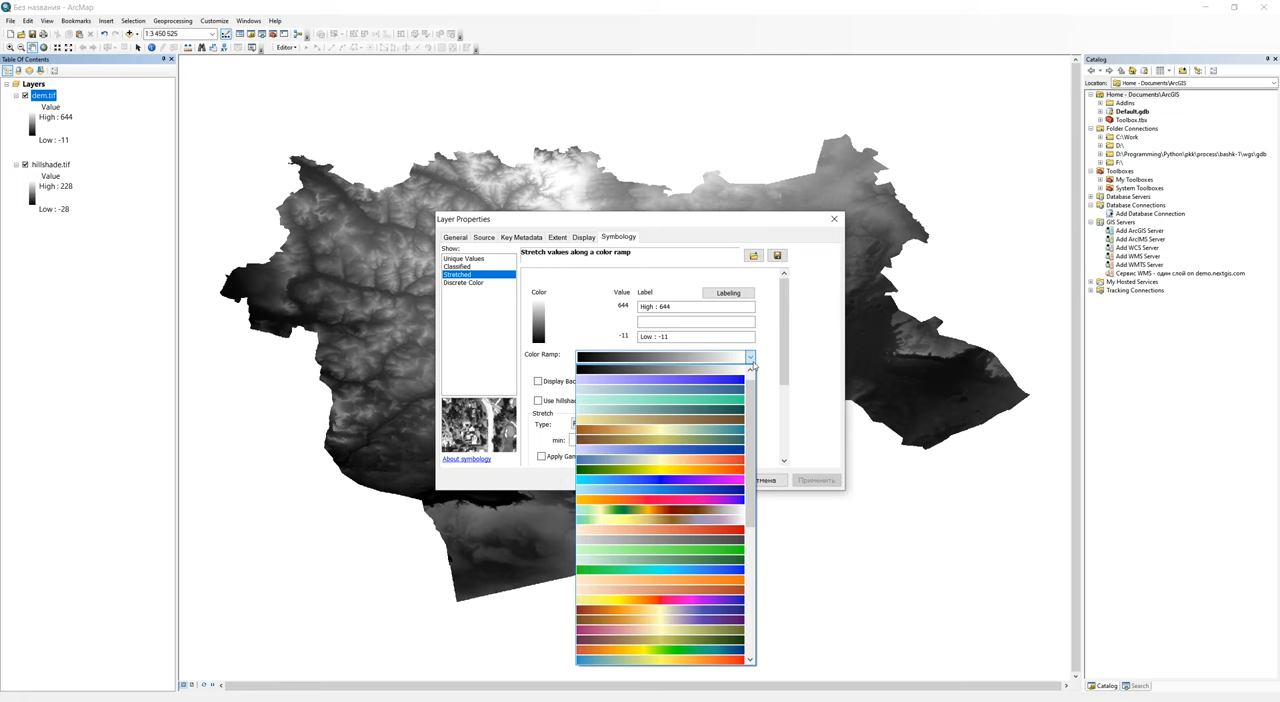 Без названия - ArcMap
File Edit View Bookmarks Insert Selection Geoprocessing Customize Windows Help
1:3 450 525
Editor
Table Of Contents
Layers
dem.tif
Value
High : 644
Low : -11
hillshade.tif
Value
High : 228
Low : -28
Layer Properties
General Source Key Metadata Extent Display Symbology
Show:
Unique Values
Classified
Stretched
Discrete Color
About symbology
Stretch values along a color ramp
Color Value Label Labeling
644 High : 644
-11 Low : -11
Color Ramp:
Display Bac
Use hillshad
Stretch
Type:
min:
Apply Gam
тмена Применить
Catalog
Location: Home - Documents\ArcGIS
Home - Documents\ArcGIS
AddIns
Default.gdb
Toolbox.tbx
Folder Connections
C:\Work
D:\
D:\Programming\Python\pkk\process\bashk-7\wgs\gdb
F:\
Toolboxes
My Toolboxes
System Toolboxes
Database Servers
Database Connections
Add Database Connection
GIS Servers
Add ArcGIS Server
Add ArcIMS Server
Add WCS Server
Add WMS Server
Add WMTS Server
Сервис WMS - один слой on demo.nextgis.com
My Hosted Services
Tracking Connections
Catalog Search